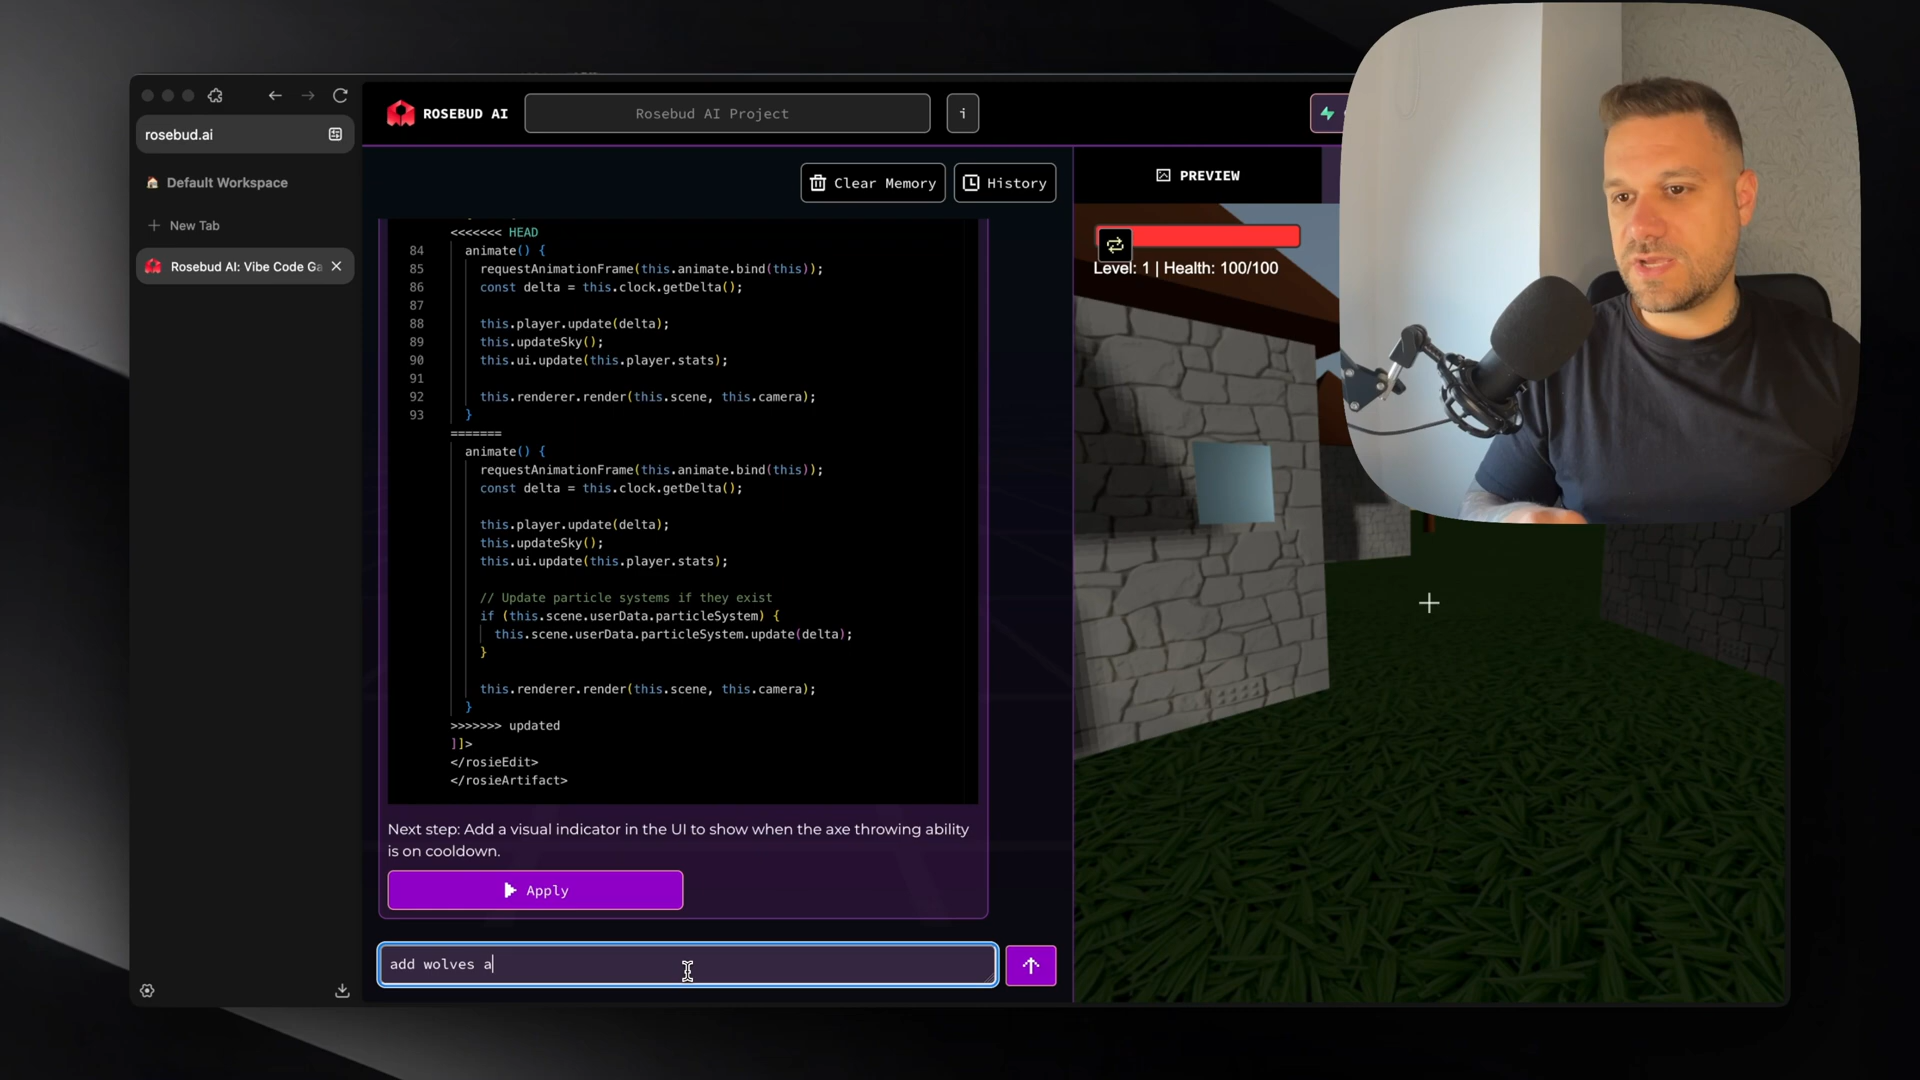 rosebud.ai
Default Workspace
New Tab
Rosebud AI: Vibe Code Ga
ROSEBUD AI
Rosebud AI Project
i
Clear Memory
History
<<<<<<< HEAD
84 animate() {
85 requestAnimationFrame(this.animate.bind(this));
86 const delta = this.clock.getDelta();
87
88 this.player.update(delta);
89 this.updateSky();
90 this.ui.update(this.player.stats);
91
92 this.renderer.render(this.scene, this.camera);
93 }
=======
animate() {
requestAnimationFrame(this.animate.bind(this));
const delta = this.clock.getDelta();
this.player.update(delta);
this.updateSky();
this.ui.update(this.player.stats);
// Update particle systems if they exist
if (this.scene.userData.particleSystem) {
this.scene.userData.particleSystem.update(delta);
}
this.renderer.render(this.scene, this.camera);
}
>>>>>>> updated
]]>
</rosieEdit>
</rosieArtifact>
Next step: Add a visual indicator in the UI to show when the axe throwing ability
is on cooldown.
Apply
add wolves a
PREVIEW
Level: 1 | Health: 100/100